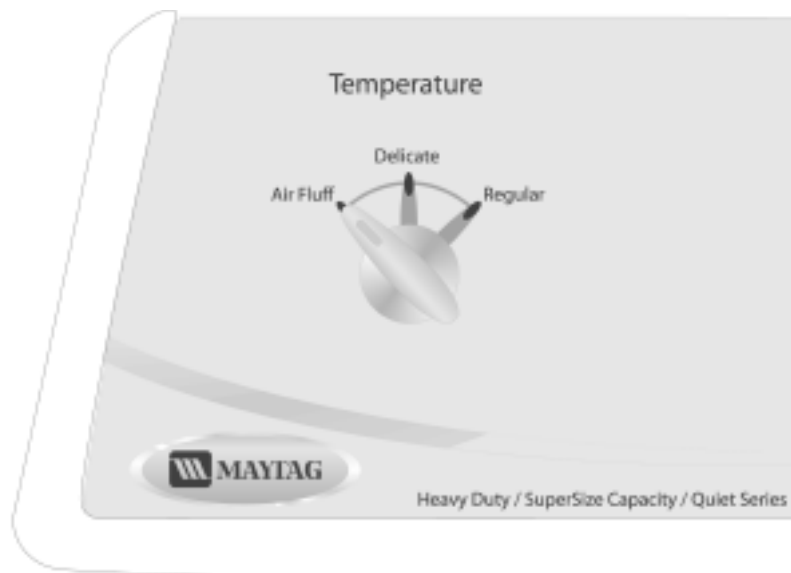 Temperature
Delicate
Air Fluff
Regular
MAYTAG
Heavy Duty / SuperSize Capacity / Quiet Series